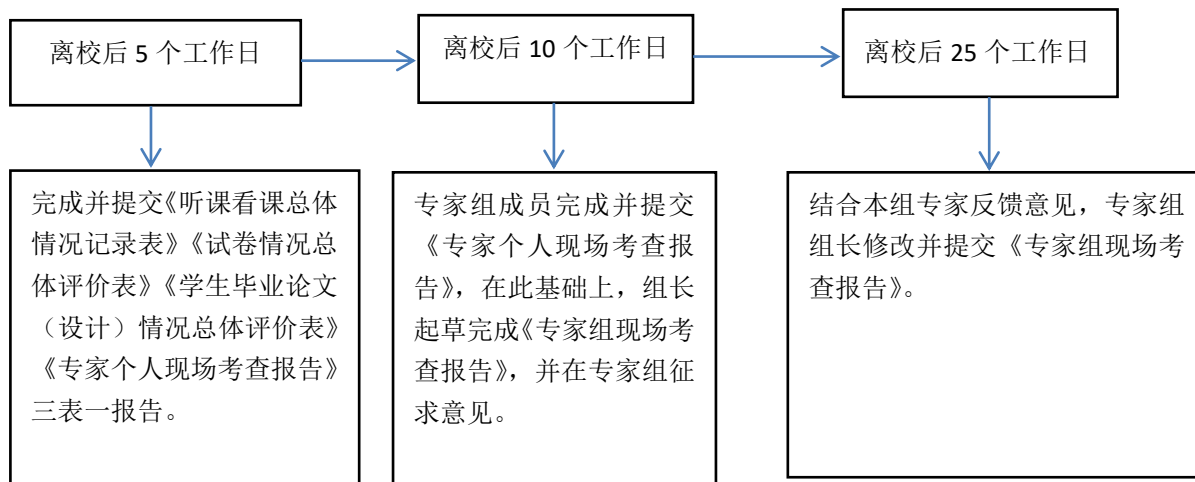 离校后 5 个工作日
离校后 10 个工作日
离校后 25 个工作日
完成并提交《听课看课总体
情况记录表》《试卷情况总
体评价表》《学生毕业论文
（设计）情况总体评价表》
《专家个人现场考查报告》
三表一报告。
专家组成员完成并提交
《专家个人现场考查报
告》，在此基础上，组长
起草完成《专家组现场考
查报告》，并在专家组征
求意见。
结合本组专家反馈意见，专家组
组长修改并提交《专家组现场考
查报告》。